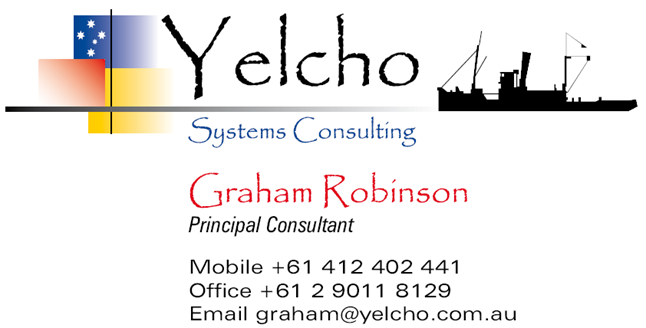 Yelcho
Systems Consulting
Graham Robinson
Principal Consultant
Mobile +61 412 402 441
Office +61 2 9011 8129
Email graham@yelcho.com.au